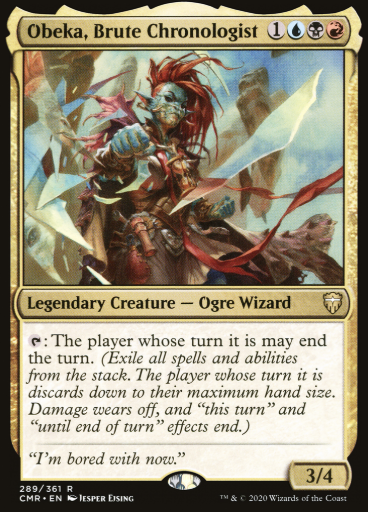 Obeka, Brute Chronologist 1
Legendary Creature — Ogre Wizard
: The player whose turn it is may end
the turn. (Exile all spells and abilities
from the stack. The player whose turn it is
discards down to their maximum hand size.
Damage wears off, and “this turn” and
“until end of turn” effects end.)
“I’m bored with now.”
3/4
289/361 R
CMR • EN Jesper Eising
™ & © 2020 Wizards of the Coast